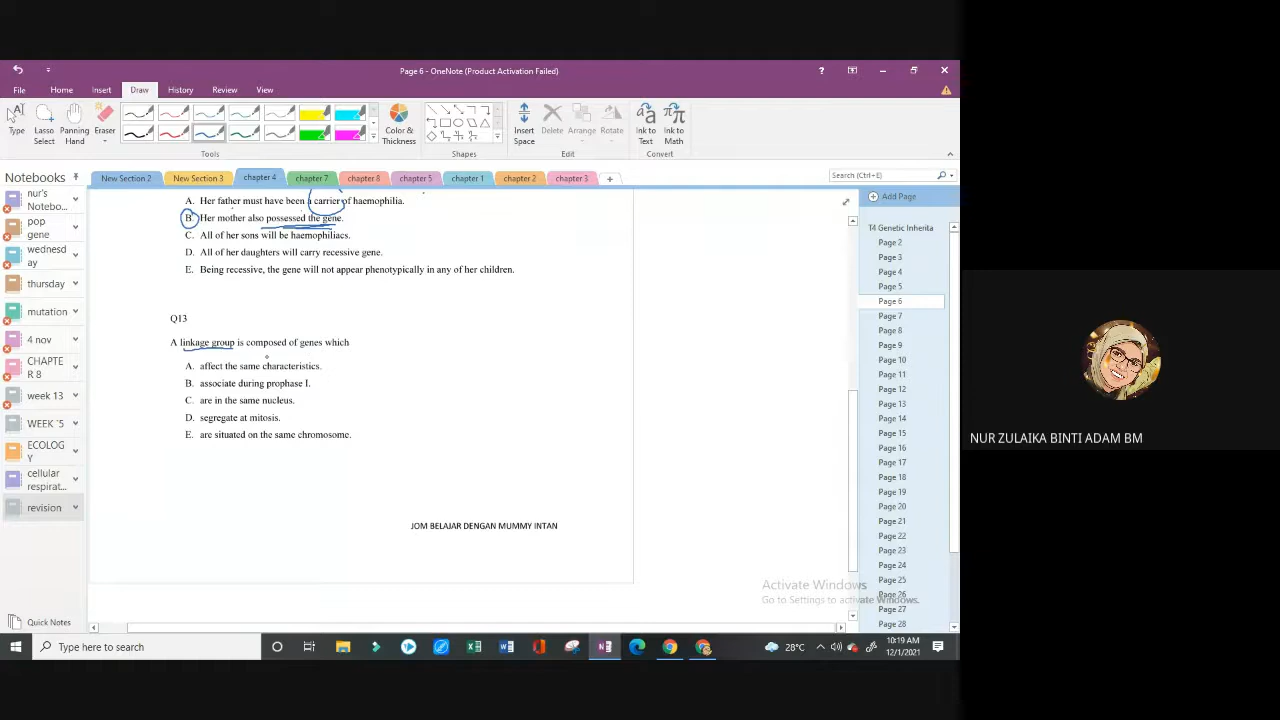 Page 6 - OneNote (Product Activation Failed)
?
File Home Insert Draw History Review View
Type
Lasso Select
Panning Hand
Eraser
Color & Thickness
Insert Space
Delete
Arrange
Rotate
Ink to Text
Ink to Math
Tools
Shapes
Edit
Convert
Notebooks
New Section 2
New Section 3
chapter 4
chapter 7
chapter 8
chapter 5
chapter 1
chapter 2
chapter 3
Search (Ctrl+E)
nur's Notebo...
pop gene
wednesd ay
thursday
mutation
4 nov
CHAPTE R 8
week 13
WEEK '5
ECOLOG Y
cellular respirat...
revision
Quick Notes
A. Her father must have been a carrier of haemophilia.
B. Her mother also possessed the gene.
C. All of her sons will be haemophiliacs.
D. All of her daughters will carry recessive gene.
E. Being recessive, the gene will not appear phenotypically in any of her children.
Q13
A linkage group is composed of genes which
A. affect the same characteristics.
B. associate during prophase I.
C. are in the same nucleus.
D. segregate at mitosis.
E. are situated on the same chromosome.
JOM BELAJAR DENGAN MUMMY INTAN
Add Page
T4 Genetic Inherita
Page 2
Page 3
Page 4
Page 5
Page 6
Page 7
Page 8
Page 9
Page 10
Page 11
Page 12
Page 13
Page 14
Page 15
Page 16
Page 17
Page 18
Page 19
Page 20
Page 21
Page 22
Page 23
Page 24
Page 25
Page 26
Page 27
Page 28
Activate Windows
Go to Settings to activate Windows.
NUR ZULAIKA BINTI ADAM BM
Type here to search
28°C
10:19 AM
12/1/2021